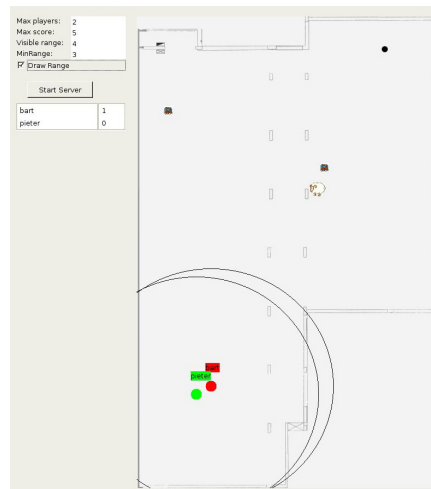 Max players: 2
Max score: 5
Visible range: 4
MinRange: 3
Draw Range
Start Server
bart 1
pieter 0
bart
pieter